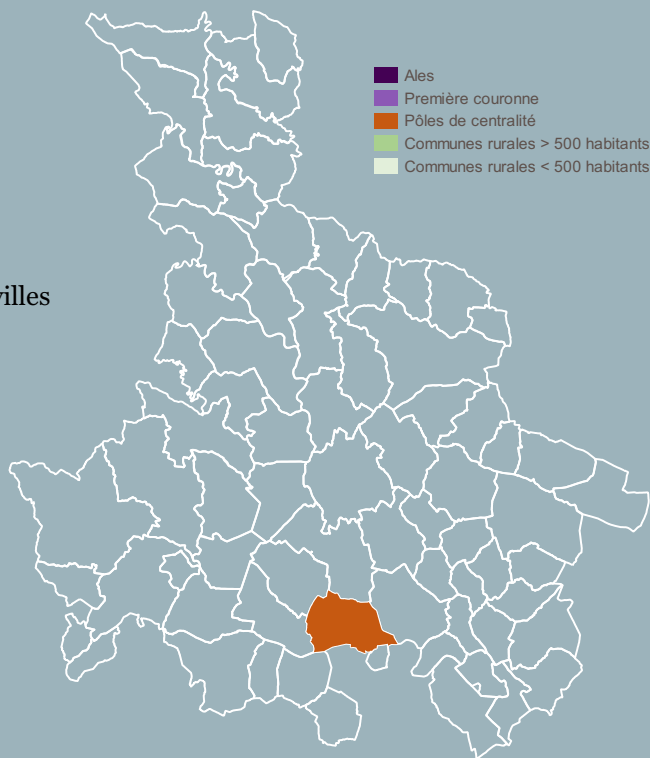 Ales
Première couronne
Pôles de centralité
Communes rurales > 500 habitants
Communes rurales < 500 habitants
villes